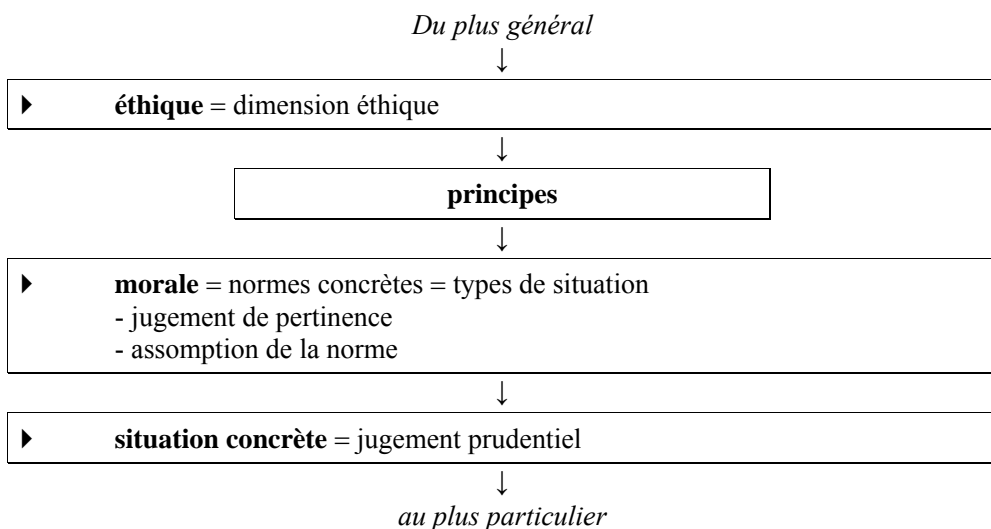 Du plus général
↓
▶ éthique = dimension éthique
↓
principes
↓
▶ morale = normes concrètes = types de situation
- jugement de pertinence
- assomption de la norme
↓
▶ situation concrète = jugement prudentiel
↓
au plus particulier